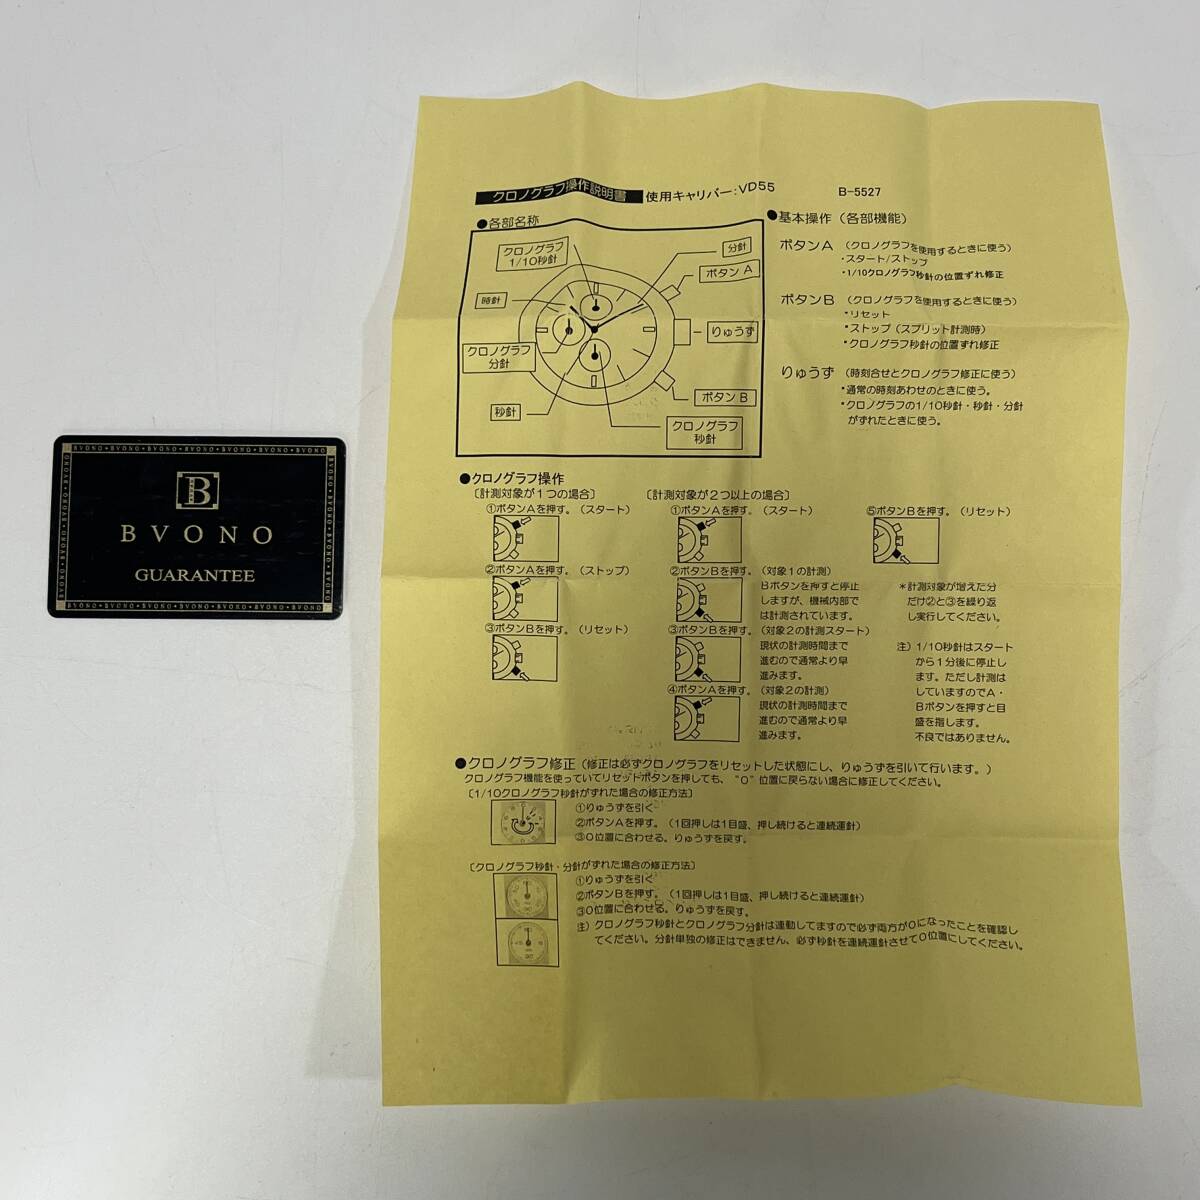 BVONO
GUARANTEE
クロノグラフ操作説明書 使用キャリバー:VD55 B-5527
●各部名称
クロノグラフ
1/10秒針
分針
ボタンA
時針
りゅうず
クロノグラフ
分針
ボタンB
秒針
クロノグラフ
秒針
●基本操作(各部機能)
ボタンA (クロノグラフを使用するときに使う)
・スタート/ストップ
・1/10クロノグラフ秒針の位置ずれ修正
ボタンB (クロノグラフを使用するときに使う)
・リセット
・ストップ(スプリット計測時)
・クロノグラフ秒針の位置ずれ修正
りゅうず (時刻合せとクロノグラフ修正に使う)
・通常の時刻あわせのときに使う。
・クロノグラフの1/10秒針・秒針・分針
がずれたときに使う。
●クロノグラフ操作
〔計測対象が1つの場合〕
①ボタンAを押す。(スタート)
②ボタンAを押す。(ストップ)
③ボタンBを押す。(リセット)
〔計測対象が2つ以上の場合〕
①ボタンAを押す。(スタート)
②ボタンBを押す。(対象1の計測)
Bボタンを押すと停止
しますが、機械内部で
は計測されています。
③ボタンBを押す。(対象2の計測スタート)
現状の計測時間まで
進むので通常より早
進みます。
④ボタンAを押す。(対象2の計測)
現状の計測時間まで
進むので通常より早
進みます。
⑤ボタンBを押す。(リセット)
*計測対象が増えた分
だけ②と③を繰り返
し実行してください。
注)1/10秒針はスタート
から1分後に停止し
ます。ただし計測は
していますのでA・
Bボタンを押すと目
盛を指します。
不良ではありません。
●クロノグラフ修正(修正は必ずクロノグラフをリセットした状態にし、りゅうずを引いて行います。)
クロノグラフ機能を使っていてリセットボタンを押しても、"0"位置に戻らない場合に修正してください。
〔1/10クロノグラフ秒針がずれた場合の修正方法〕
①りゅうずを引く
②ボタンAを押す。(1回押しは1目盛、押し続けると連続運針)
③0位置に合わせる。りゅうずを戻す。
〔クロノグラフ秒針・分針がずれた場合の修正方法〕
①りゅうずを引く
②ボタンBを押す。(1回押しは1目盛、押し続けると連続運針)
③0位置に合わせる。りゅうずを戻す。
注)クロノグラフ秒針とクロノグラフ分針は連動してますので必ず両方が0になったことを確認し
てください。分針単独の修正はできません、必ず秒針を連続運針させて0位置にしてください。